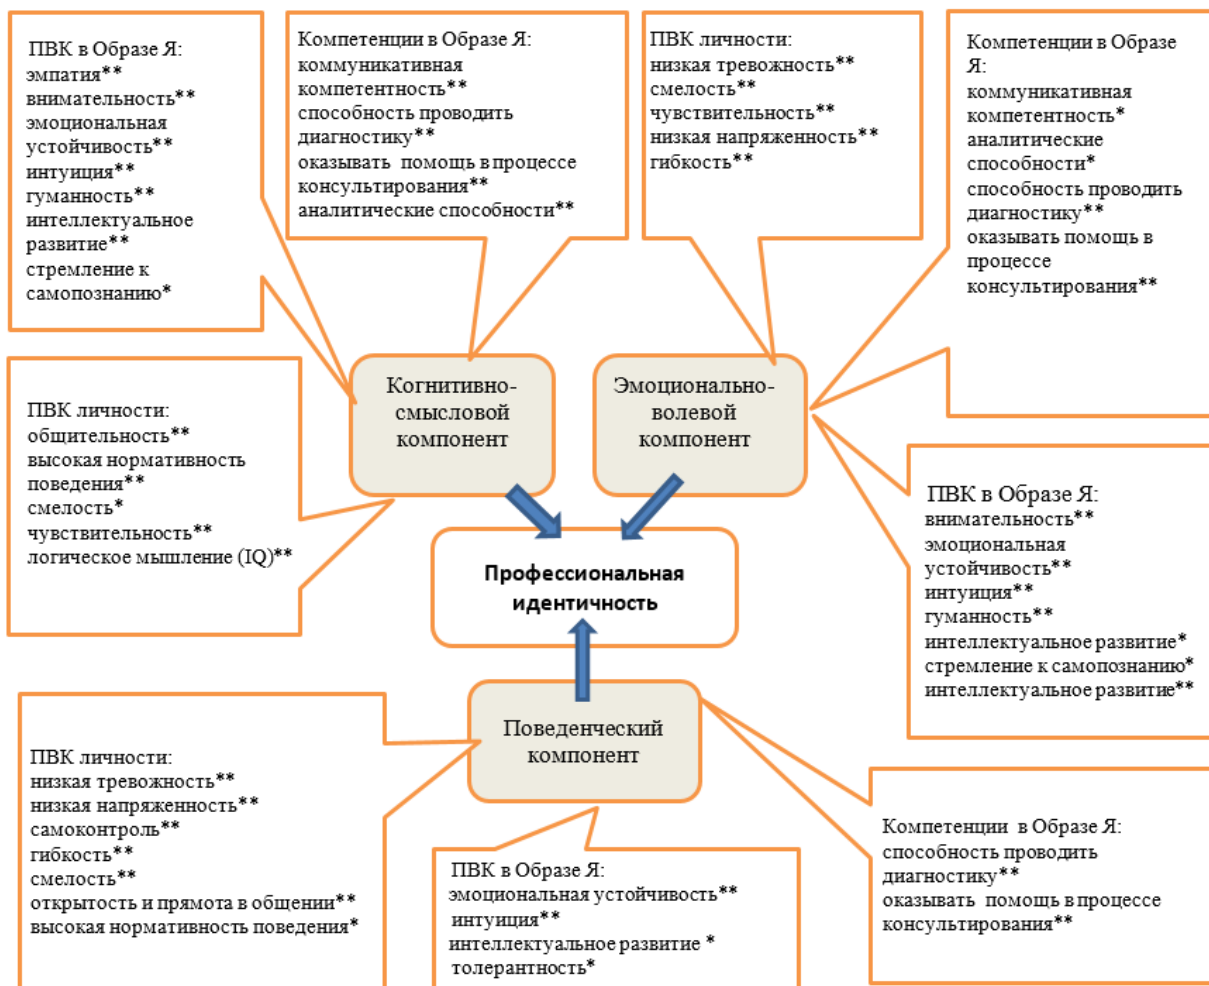 ПВК в Образе Я:
эмпатия**
внимательность**
эмоциональная
устойчивость**
интуиция**
гуманность**
интеллектуальное
развитие**
стремление к
самопознанию*
Компетенции в Образе Я:
коммуникативная
компетентность**
способность проводить
диагностику**
оказывать помощь в процессе
консультирования**
аналитические способности**
ПВК личности:
низкая тревожность**
смелость**
чувствительность**
низкая напряженность**
гибкость**
Компетенции в Образе
Я:
коммуникативная
компетентность*
аналитические
способности*
способность проводить
диагностику**
оказывать помощь в
процессе
консультирования**
Когнитивно-
смысловой
компонент
Эмоционально-
волевой
компонент
ПВК личности:
общительность**
высокая нормативность
поведения**
смелость*
чувствительность**
логическое мышление (IQ)**
ПВК в Образе Я:
внимательность**
эмоциональная
устойчивость**
интуиция**
гуманность**
интеллектуальное развитие*
стремление к самопознанию*
интеллектуальное развитие**
Профессиональная
идентичность
Поведенческий
компонент
ПВК личности:
низкая тревожность**
низкая напряженность**
самоконтроль**
гибкость**
смелость**
открытость и прямота в общении**
высокая нормативность поведения*
ПВК в Образе Я:
эмоциональная устойчивость**
интуиция**
интеллектуальное развитие *
толерантность*
Компетенции в Образе Я:
способность проводить
диагностику**
оказывать помощь в процессе
консультирования**